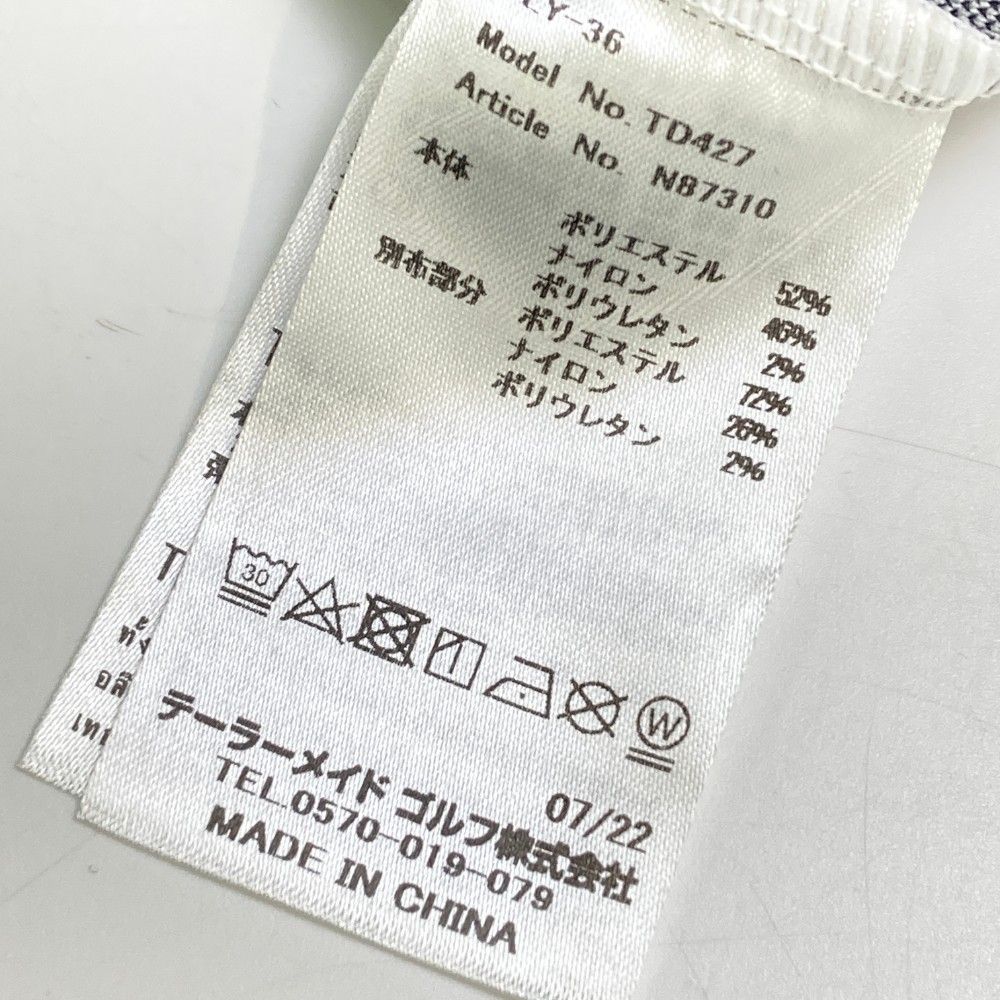 LY-36
Model No. TD427
Article No. N87310
本体
ポリエステル 52%
ナイロン 46%
ポリウレタン 2%
別布部分
ポリエステル 72%
ナイロン 26%
ポリウレタン 2%
30
W
07/22
テーラーメイド ゴルフ株式会社
TEL.0570-019-079
MADE IN CHINA